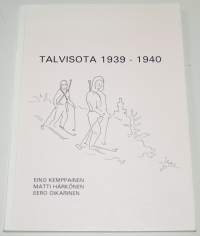 TALVISOTA 1939 - 1940
EINO KEMPPAINEN
MATTI HÄRKÖNEN
EERO OIKARINEN